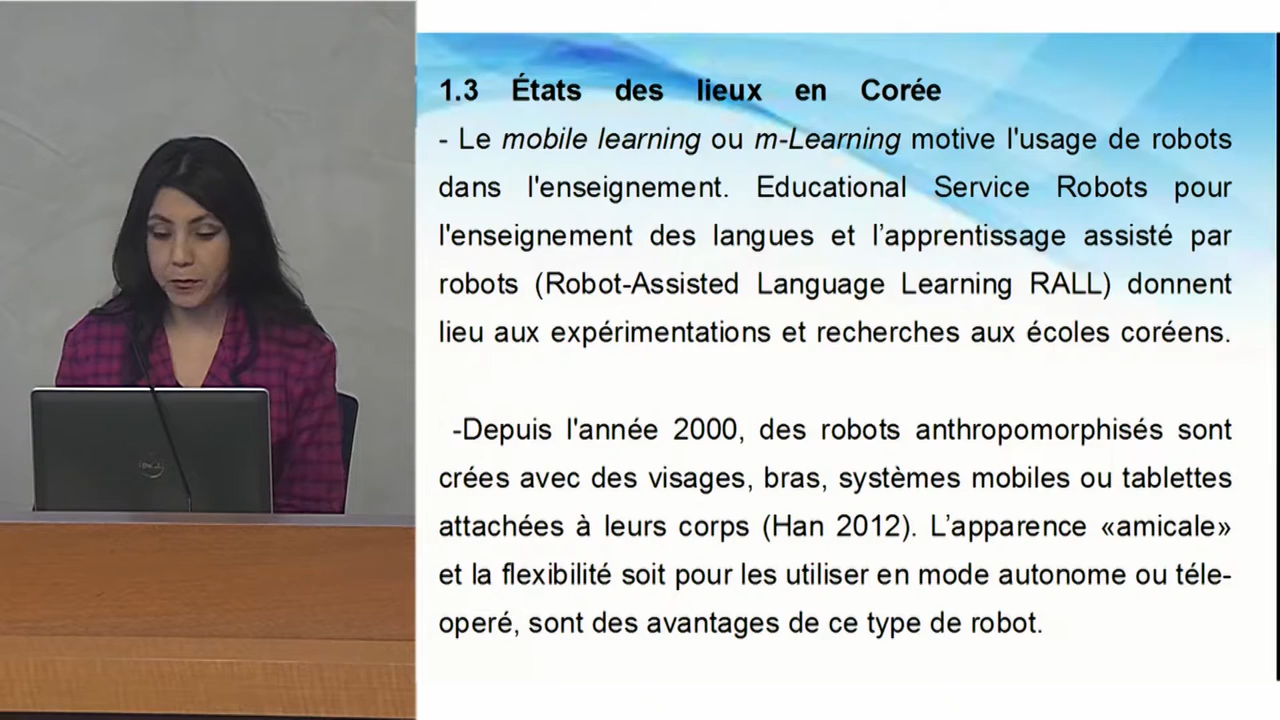 1.3 États des lieux en Corée
- Le mobile learning ou m-Learning motive l'usage de robots
dans l'enseignement. Educational Service Robots pour
l'enseignement des langues et l’apprentissage assisté par
robots (Robot-Assisted Language Learning RALL) donnent
lieu aux expérimentations et recherches aux écoles coréens.
-Depuis l'année 2000, des robots anthropomorphisés sont
crées avec des visages, bras, systèmes mobiles ou tablettes
attachées à leurs corps (Han 2012). L’apparence «amicale»
et la flexibilité soit pour les utiliser en mode autonome ou téle-
operé, sont des avantages de ce type de robot.
DELL